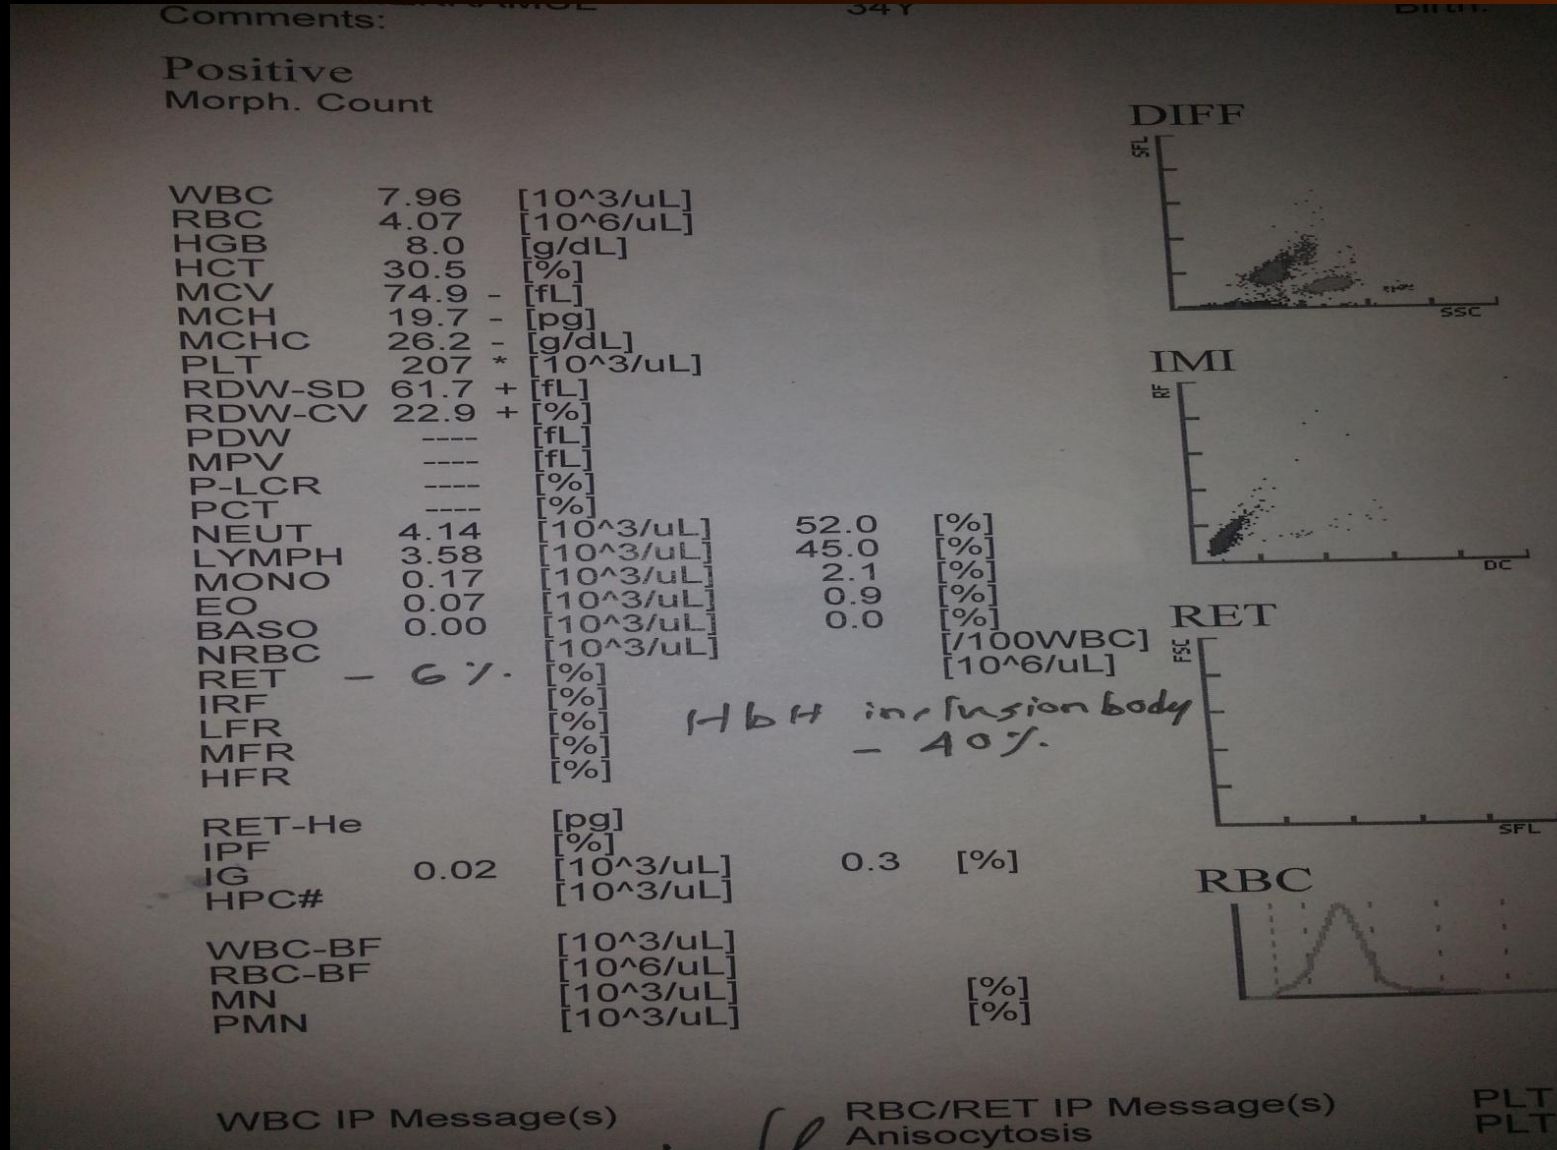 34Y
Comments:
Positive
Morph. Count
WBC 7.96 [10^3/uL]
RBC 4.07 [10^6/uL]
HGB 8.0 [g/dL]
HCT 30.5 [%]
MCV 74.9 - [fL]
MCH 19.7 - [pg]
MCHC 26.2 - [g/dL]
PLT 207 * [10^3/uL]
RDW-SD 61.7 + [fL]
RDW-CV 22.9 + [%]
PDW ---- [fL]
MPV ---- [fL]
P-LCR ---- [%]
PCT ---- [%]
NEUT 4.14 [10^3/uL] 52.0 [%]
LYMPH 3.58 [10^3/uL] 45.0 [%]
MONO 0.17 [10^3/uL] 2.1 [%]
EO 0.07 [10^3/uL] 0.9 [%]
BASO 0.00 [10^3/uL] 0.0 [%]
NRBC [10^3/uL] [/100WBC]
RET - 6 %. [%] [10^6/uL]
IRF [%]
LFR [%]
MFR [%]
HFR [%]
HbH inclusion body
- 40%.
RET-He [pg]
IPF [%]
IG 0.02 [10^3/uL] 0.3 [%]
HPC# [10^3/uL]
WBC-BF [10^3/uL]
RBC-BF [10^6/uL]
MN [10^3/uL] [%]
PMN [10^3/uL] [%]
DIFF
SFL
SSC
IMI
RF
DC
RET
FSC
SFL
RBC
WBC IP Message(s)
RBC/RET IP Message(s)
Anisocytosis
PLT
PLT